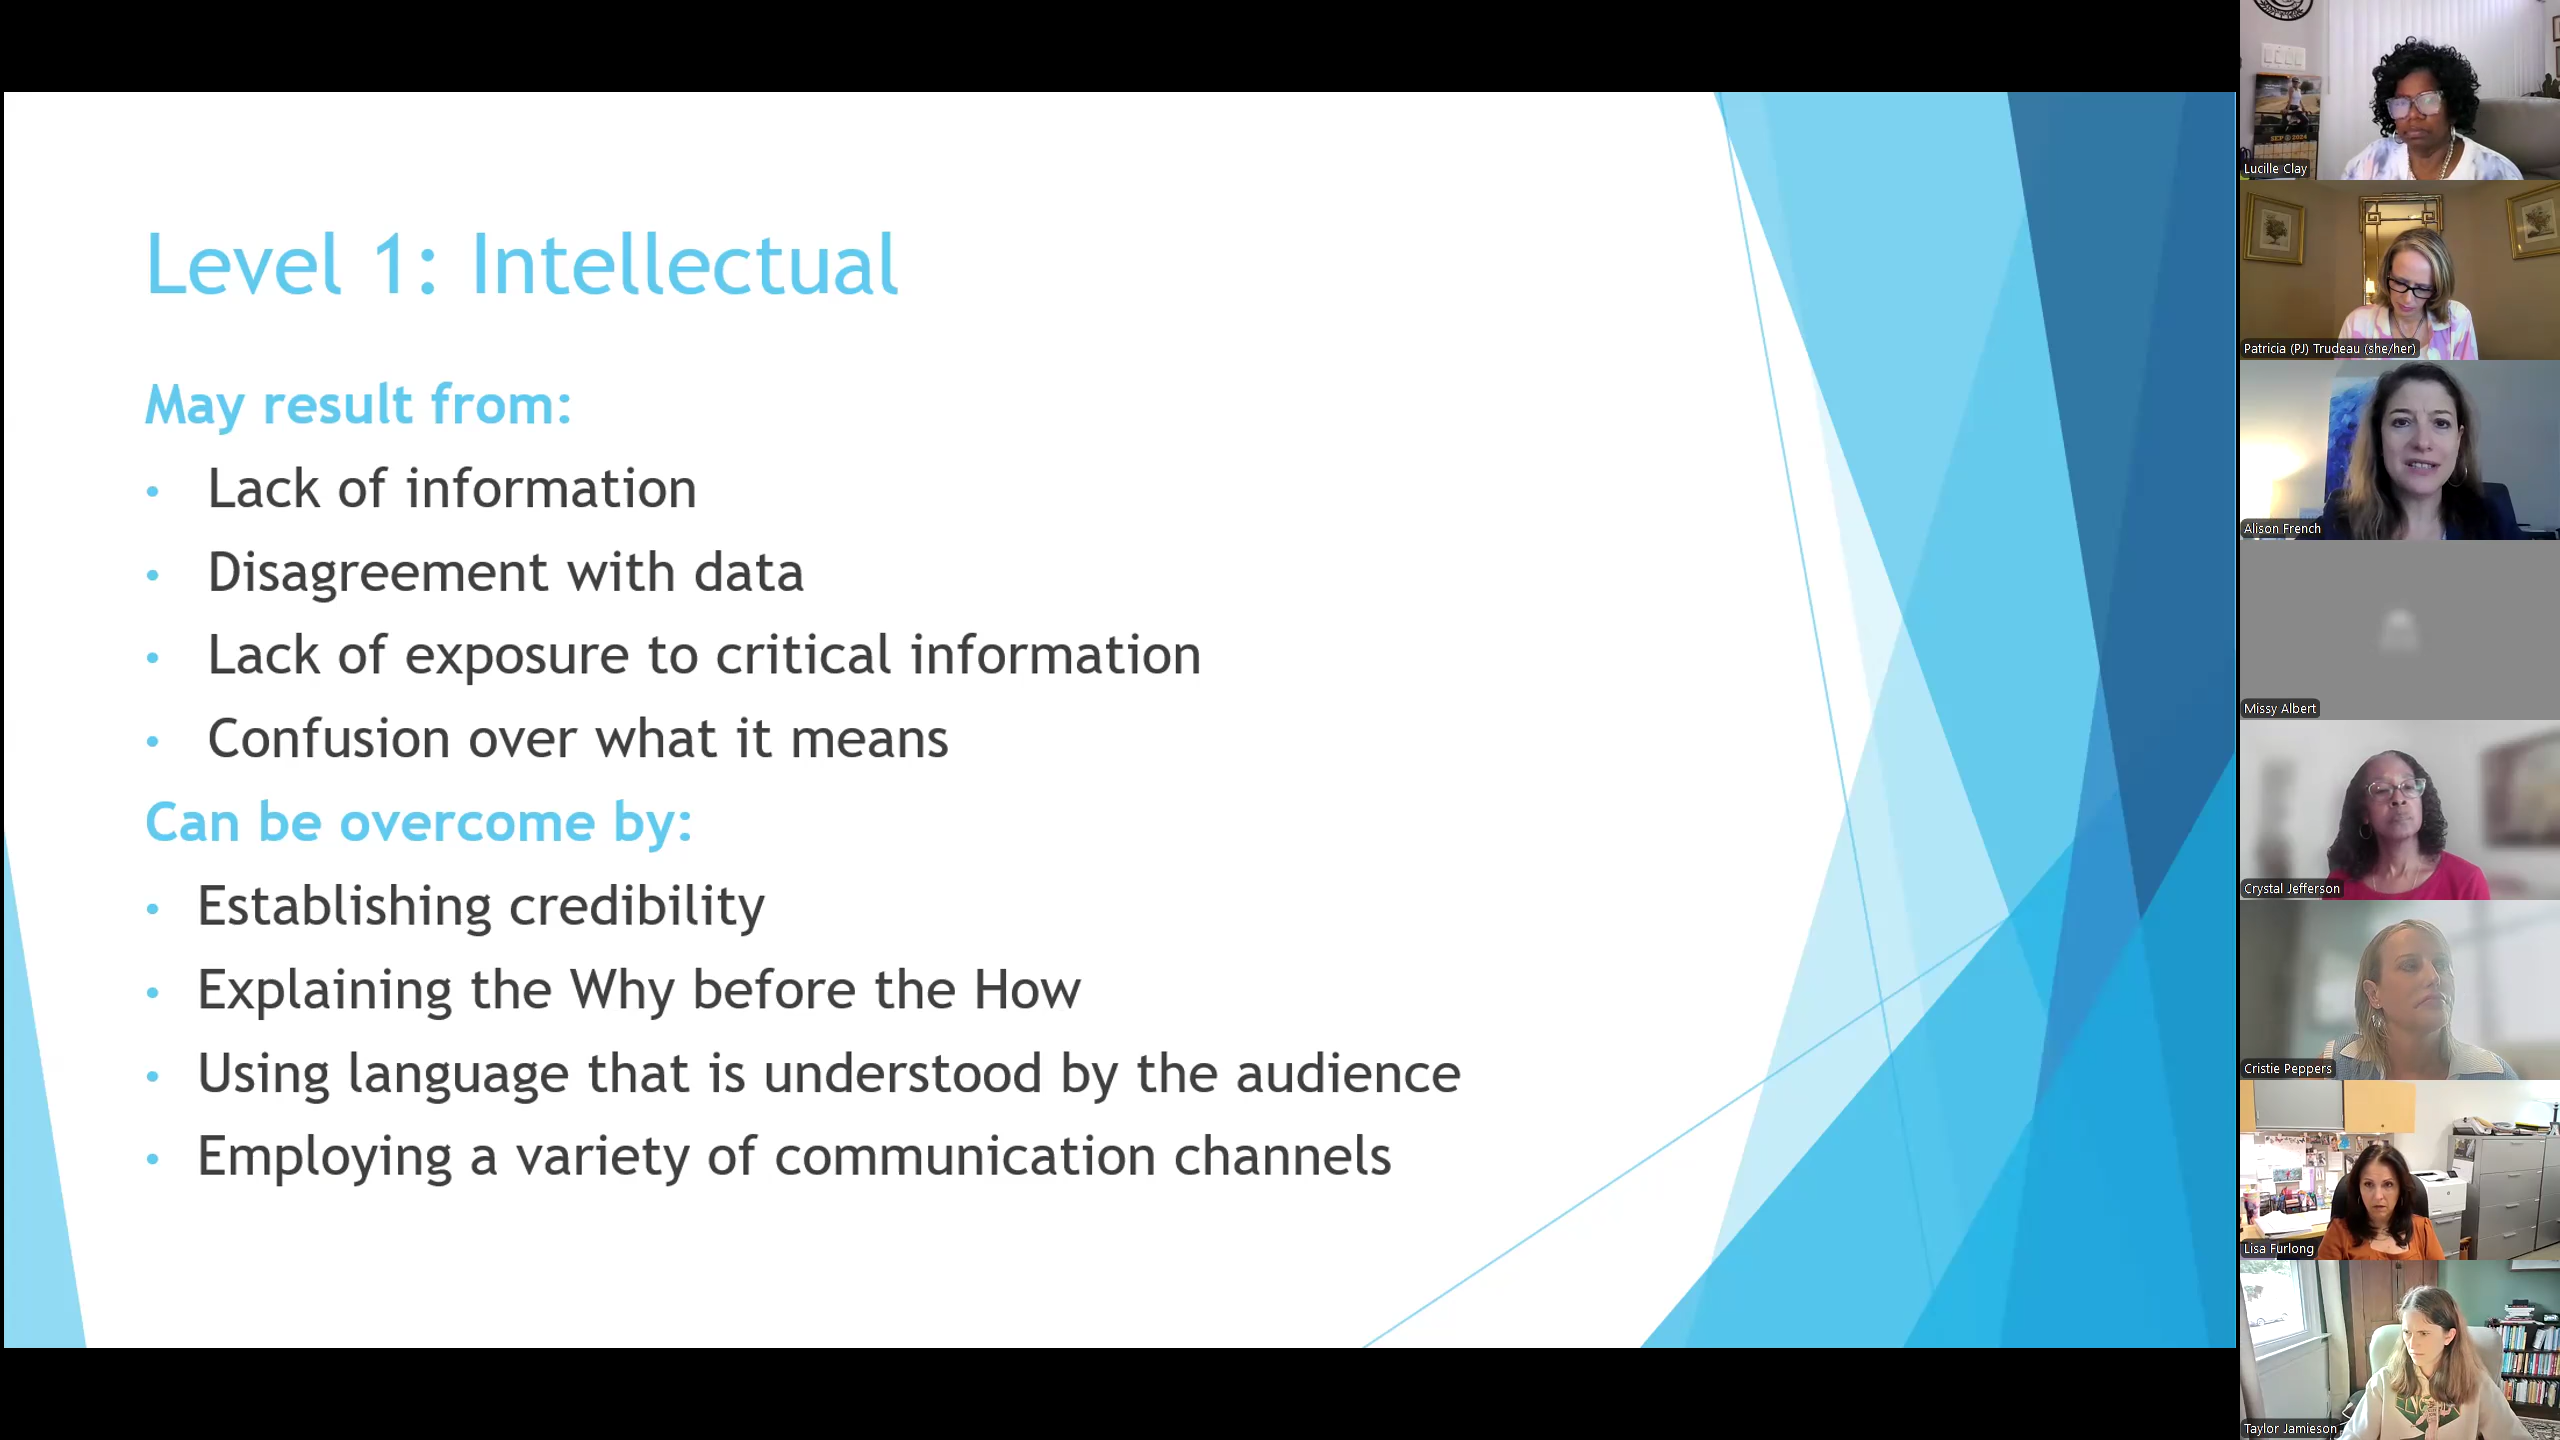 Level 1: Intellectual
May result from:
• Lack of information
• Disagreement with data
• Lack of exposure to critical information
• Confusion over what it means
Can be overcome by:
• Establishing credibility
• Explaining the Why before the How
• Using language that is understood by the audience
• Employing a variety of communication channels
SEP 2024
Lucille Clay
Patricia (PJ) Trudeau (she/her)
Alison French
Missy Albert
Crystal Jefferson
Cristie Peppers
Lisa Furlong
Taylor Jamieson